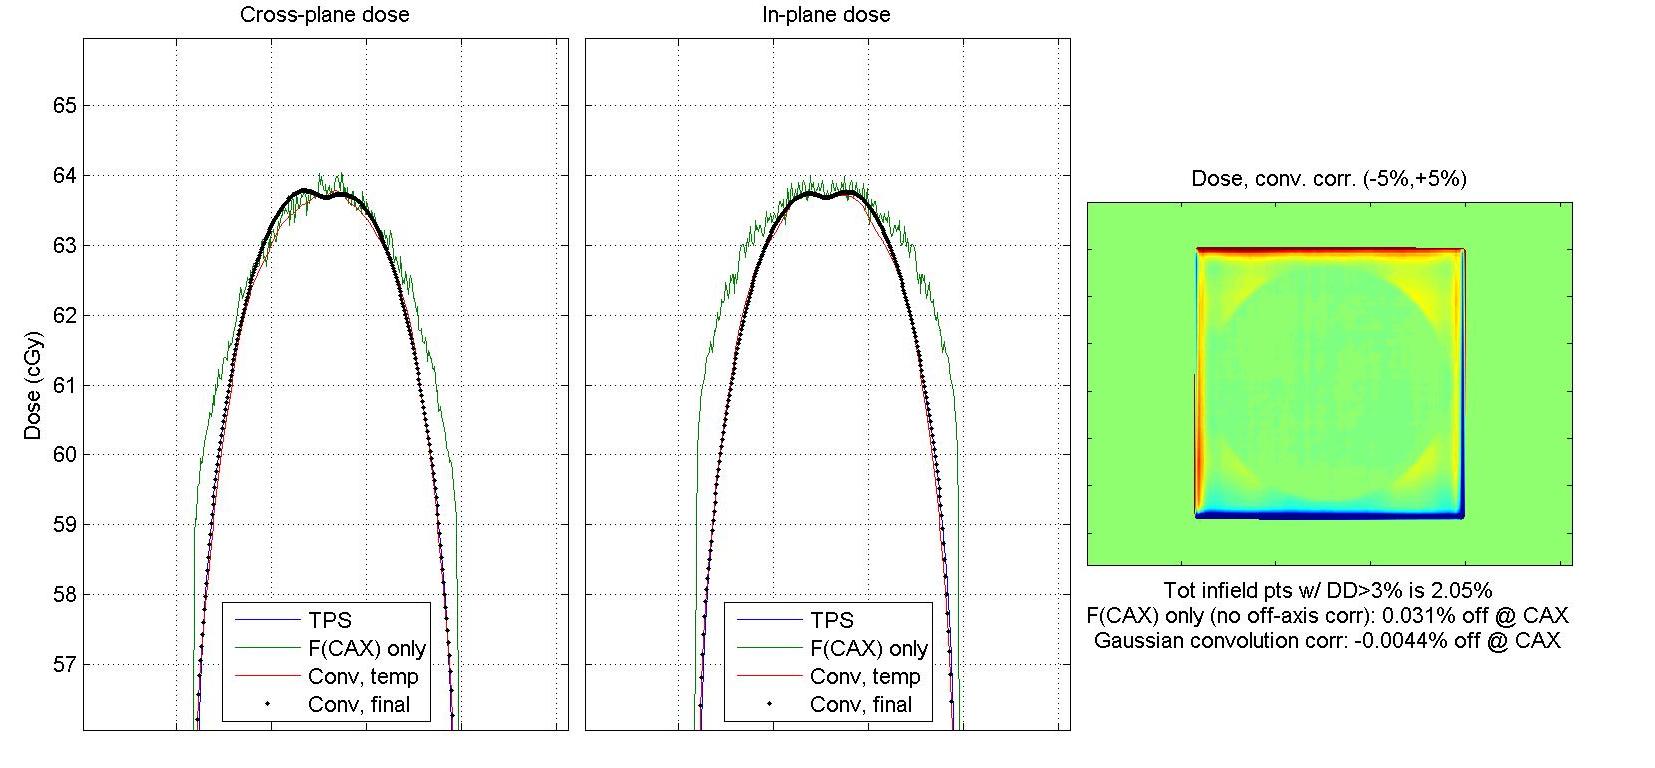 Cross-plane dose
In-plane dose
Dose (cGy)
65
64
63
62
61
60
59
58
57
TPS
F(CAX) only
Conv, temp
Conv, final
TPS
F(CAX) only
Conv, temp
Conv, final
Dose, conv. corr. (-5%,+5%)
Tot infield pts w/ DD>3% is 2.05%
F(CAX) only (no off-axis corr): 0.031% off @ CAX
Gaussian convolution corr: -0.0044% off @ CAX